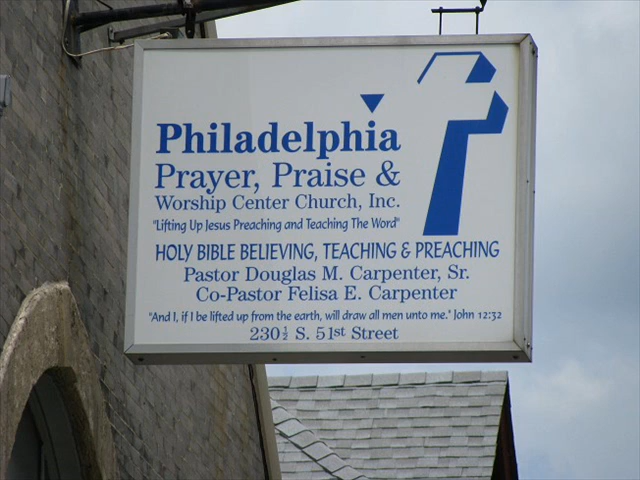 Philadelphia
Prayer, Praise &
Worship Center Church, Inc.
"Lifting Up Jesus Preaching and Teaching The Word"
HOLY BIBLE BELIEVING, TEACHING & PREACHING
Pastor Douglas M. Carpenter, Sr.
Co-Pastor Felisa E. Carpenter
"And I, if I be lifted up from the earth, will draw all men unto me." John 12:32
230½ S. 51st Street